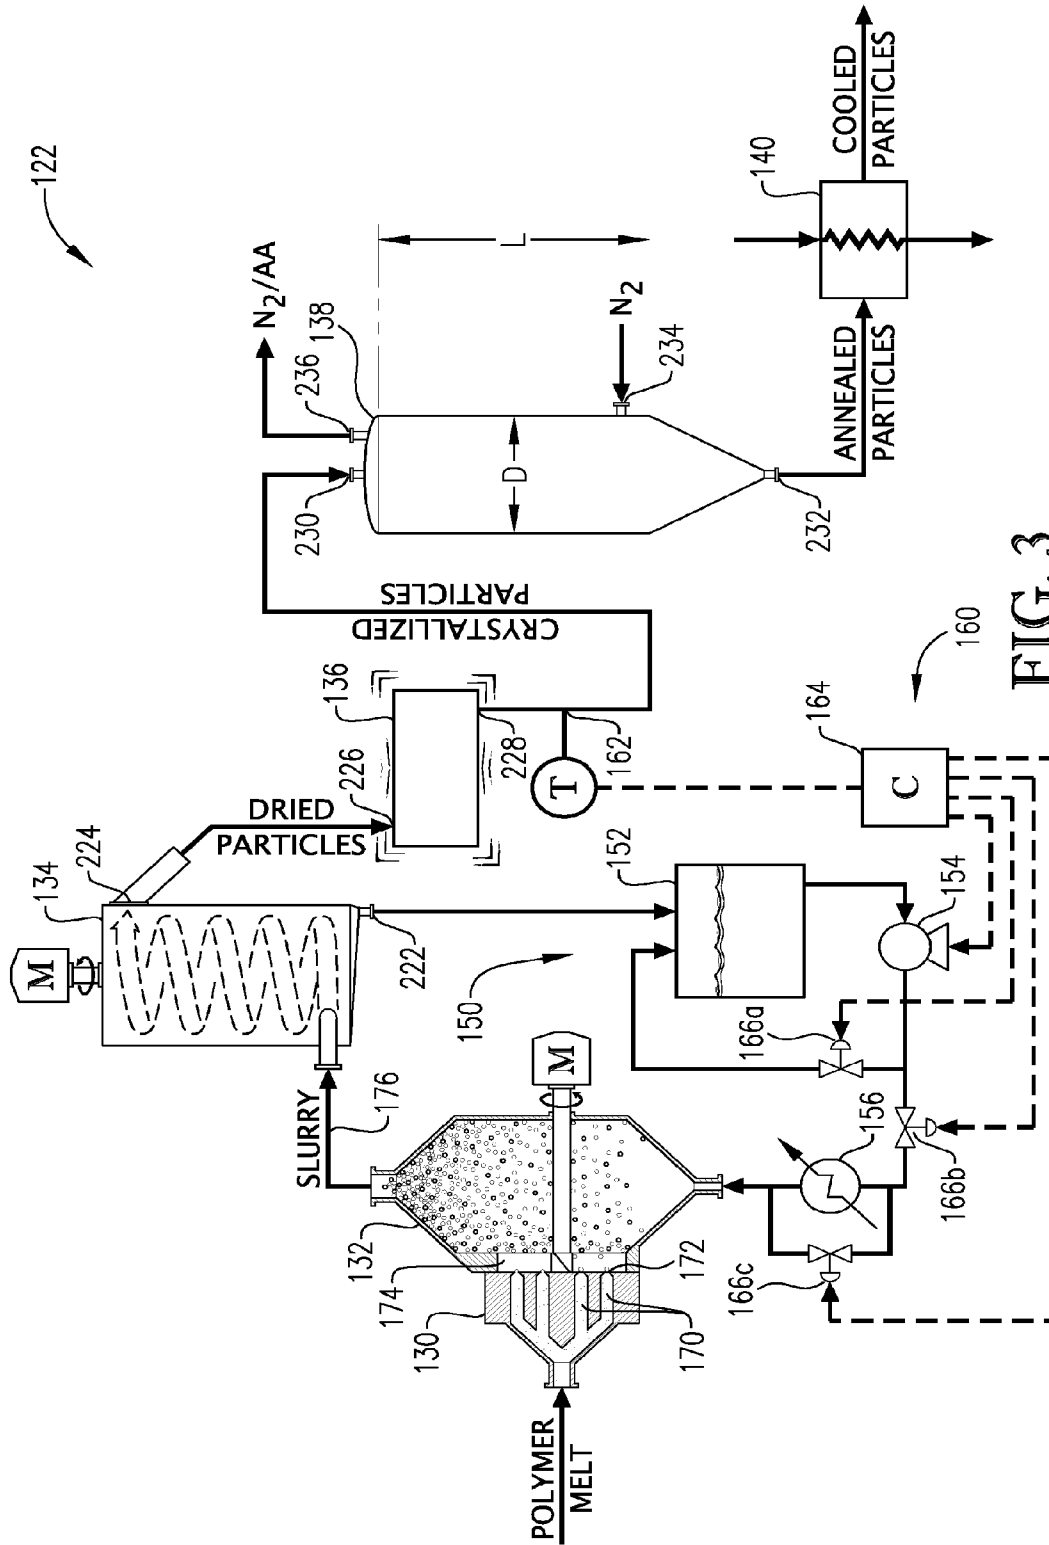 122
M
134
224
DRIED
PARTICLES
226
136
CRYSTALLIZED
PARTICLES
230
236
N2/AA
138
L
D
N2
234
232
ANNEALED
PARTICLES
140
COOLED
PARTICLES
SLURRY
176
222
150
152
228
162
T
164
C
160
154
132
174
130
M
172
170
POLYMER
MELT
166a
156
166b
166c
FIG. 3